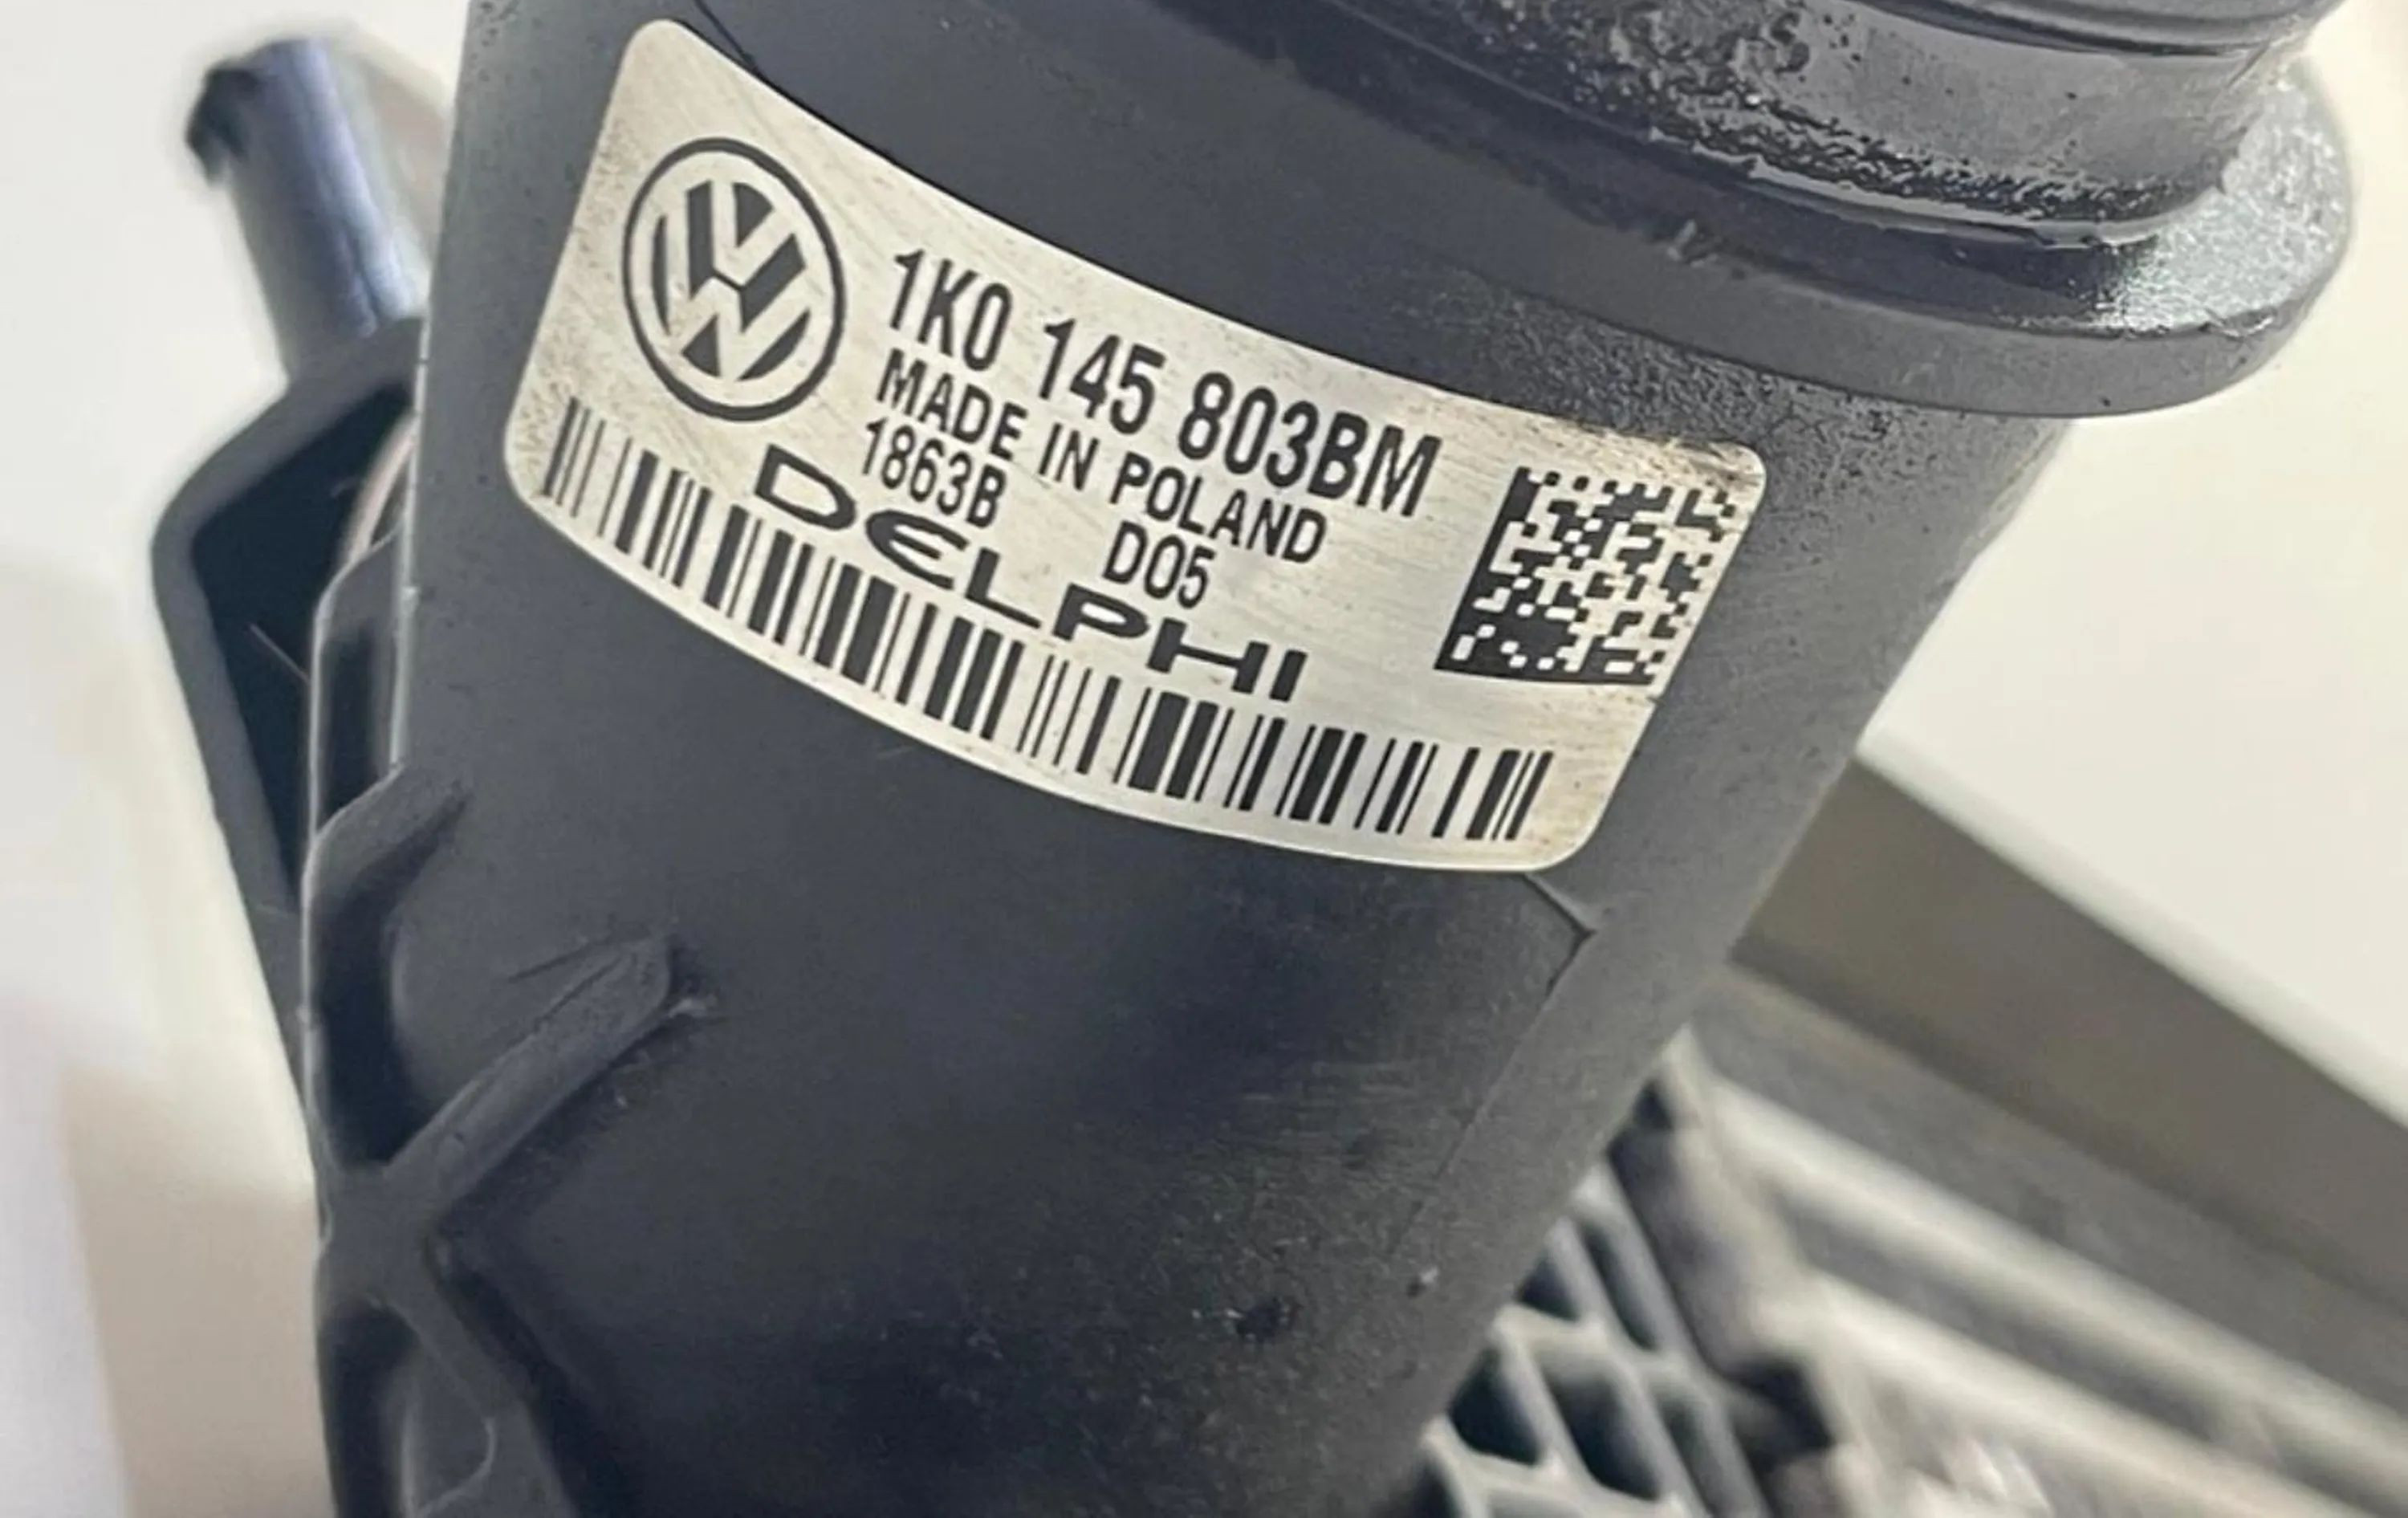 1K0 145 803BM
MADE IN POLAND
1863B D05
DELPHI